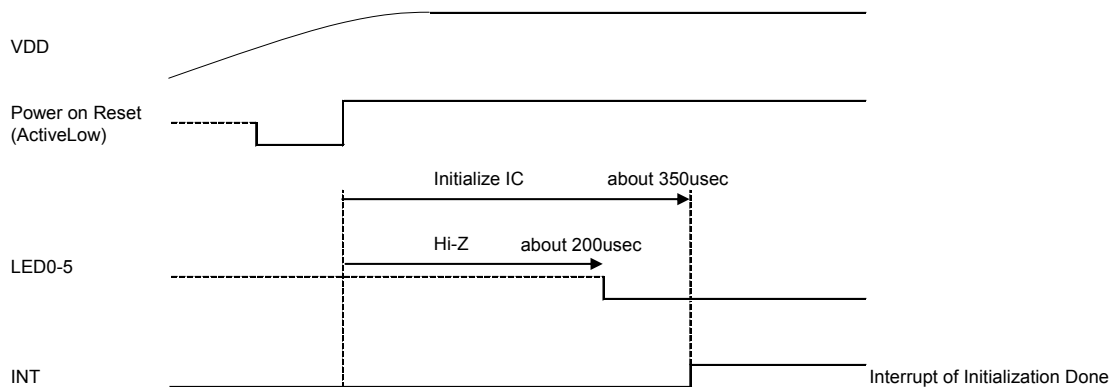 VDD
Power on Reset
(ActiveLow)
Initialize IC about 350usec
Hi-Z about 200usec
LED0-5
INT
Interrupt of Initialization Done